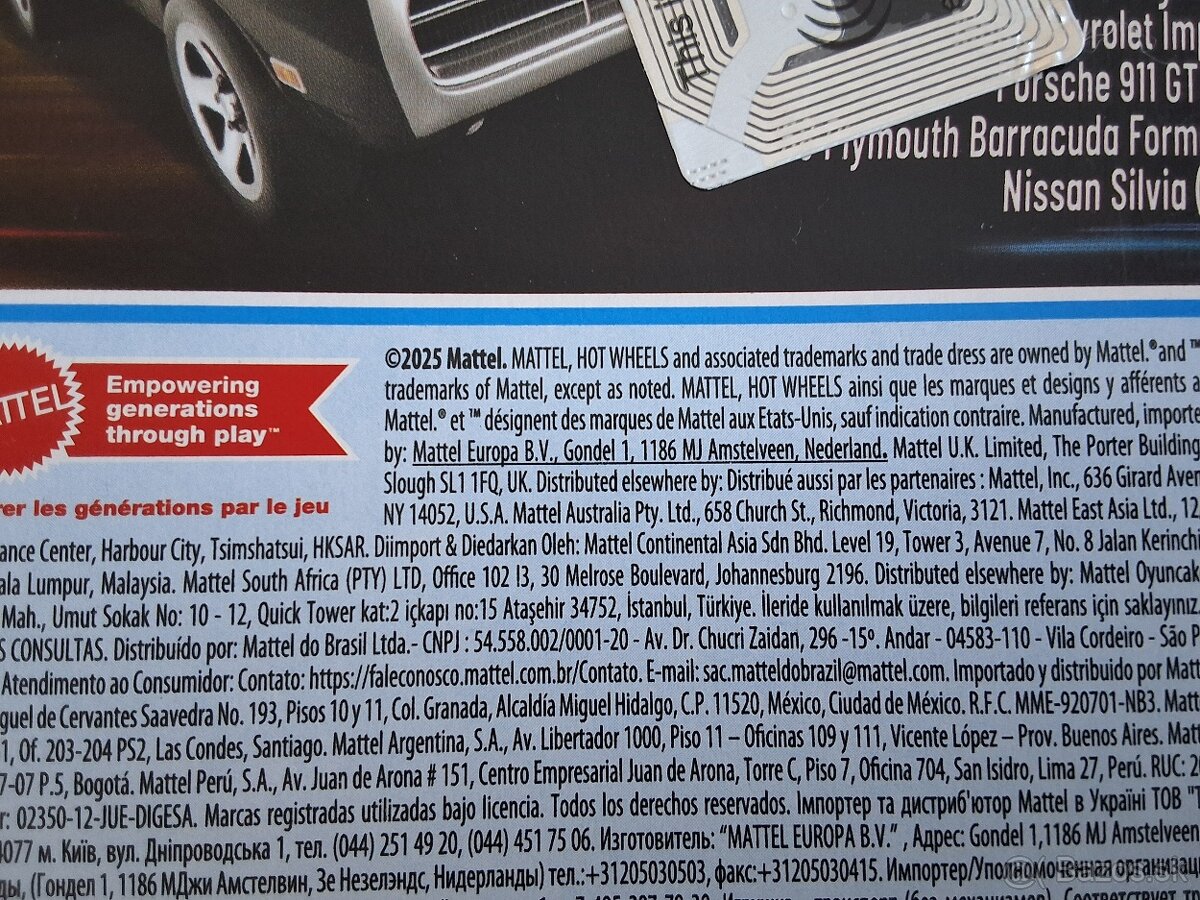 This
vrolet Im
Porsche 911 GT
Plymouth Barracuda Form
Nissan Silvia (
©2025 Mattel. MATTEL, HOT WHEELS and associated trademarks and trade dress are owned by Mattel.® and ™
trademarks of Mattel, except as noted. MATTEL, HOT WHEELS ainsi que les marques et designs y afférents a
Mattel.® et ™ désignent des marques de Mattel aux Etats-Unis, sauf indication contraire. Manufactured, importe
by: Mattel Europa B.V., Gondel 1, 1186 MJ Amstelveen, Nederland. Mattel U.K. Limited, The Porter Building,
Slough SL1 1FQ, UK. Distributed elsewhere by: Distribué aussi par les partenaires : Mattel, Inc., 636 Girard Aven
NY 14052, U.S.A. Mattel Australia Pty. Ltd., 658 Church St., Richmond, Victoria, 3121. Mattel East Asia Ltd., 12
TTEL
Empowering
generations
through play™
rer les générations par le jeu
ance Center, Harbour City, Tsimshatsui, HKSAR. Diimport & Diedarkan Oleh: Mattel Continental Asia Sdn Bhd. Level 19, Tower 3, Avenue 7, No. 8 Jalan Kerinchi
ala Lumpur, Malaysia. Mattel South Africa (PTY) LTD, Office 102 I3, 30 Melrose Boulevard, Johannesburg 2196. Distributed elsewhere by: Mattel Oyuncak
Mah., Umut Sokak No: 10 - 12, Quick Tower kat:2 içkapı no:15 Ataşehir 34752, İstanbul, Türkiye. İleride kullanılmak üzere, bilgileri referans için saklayınız.
S CONSULTAS. Distribuído por: Mattel do Brasil Ltda.- CNPJ : 54.558.002/0001-20 - Av. Dr. Chucri Zaidan, 296 -15º. Andar - 04583-110 - Vila Cordeiro - São P
Atendimento ao Consumidor: Contato: https://faleconosco.mattel.com.br/Contato. E-mail: sac.matteldobrazil@mattel.com. Importado y distribuido por Matt
guel de Cervantes Saavedra No. 193, Pisos 10 y 11, Col. Granada, Alcaldía Miguel Hidalgo, C.P. 11520, México, Ciudad de México. R.F.C. MME-920701-NB3. Matt
1, Of. 203-204 PS2, Las Condes, Santiago. Mattel Argentina, S.A., Av. Libertador 1000, Piso 11 – Oficinas 109 y 111, Vicente López – Prov. Buenos Aires. Matt
7-07 P.5, Bogotá. Mattel Perú, S.A., Av. Juan de Arona # 151, Centro Empresarial Juan de Arona, Torre C, Piso 7, Oficina 704, San Isidro, Lima 27, Perú. RUC: 20
r: 02350-12-JUE-DIGESA. Marcas registradas utilizadas bajo licencia. Todos los derechos reservados. Імпортер та дистриб'ютор Mattel в Україні ТОВ "Т
4077 м. Київ, вул. Дніпроводська 1, тел. (044) 251 49 20, (044) 451 75 06. Изготовитель: "MATTEL EUROPA B.V." , Адрес: Gondel 1,1186 MJ Amstelveen
ды, (Гондел 1, 1186 МДжи Амстелвин, Зе Незелэндс, Нидерланды) тел.:+31205030503, факс:+31205030415. Импортер/Уполномоченная организац
Bazos.sk